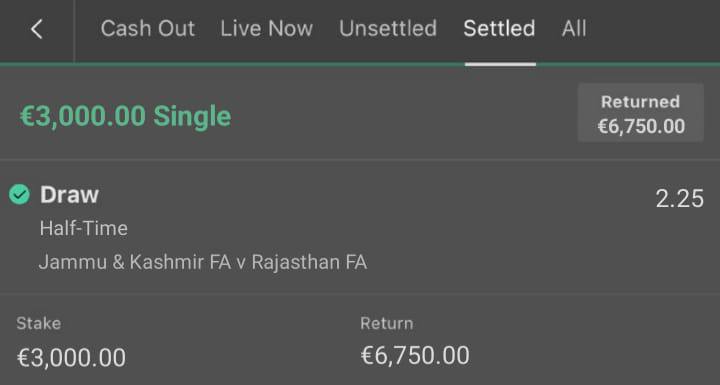 Cash Out Live Now Unsettled Settled All
€3,000.00 Single
Returned
€6,750.00
Draw
2.25
Half-Time
Jammu & Kashmir FA v Rajasthan FA
Stake
Return
€3,000.00
€6,750.00